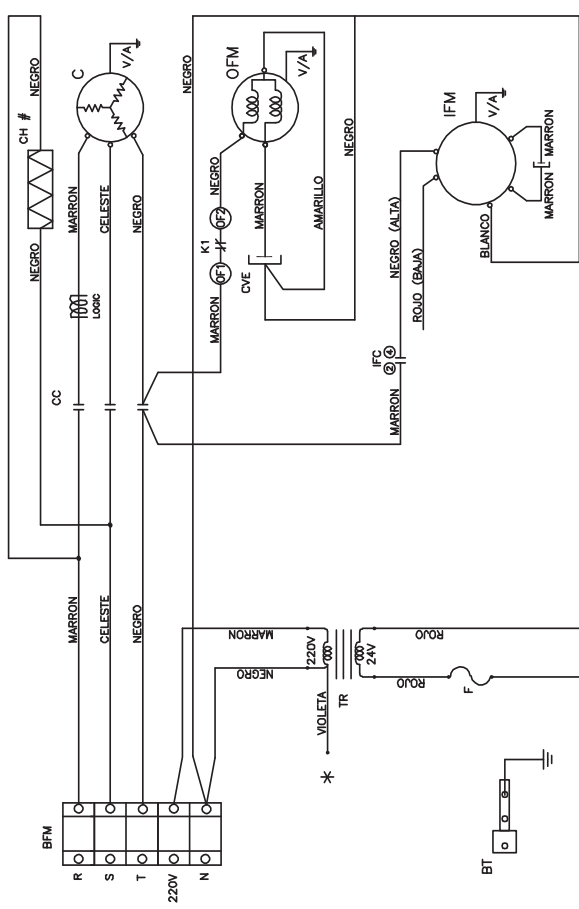 CH #
NEGRO
NEGRO
C
V/A
MARRON
CELESTE
NEGRO
LOGIC
CC
MARRON
CELESTE
NEGRO
NEGRO
OFM
V/A
NEGRO
OF2
K1
OF1
MARRON
MARRON
AMARILLO
CVE
NEGRO
IFM
V/A
NEGRO (ALTA)
ROJO (BAJA)
BLANCO
MARRON
MARRON
IFC
2
4
MARRON
BFM
R
S
T
220V
N
MARRON
NEGRO
220V
24V
TR
VIOLETA
*
ROJO
ROJO
F
BT